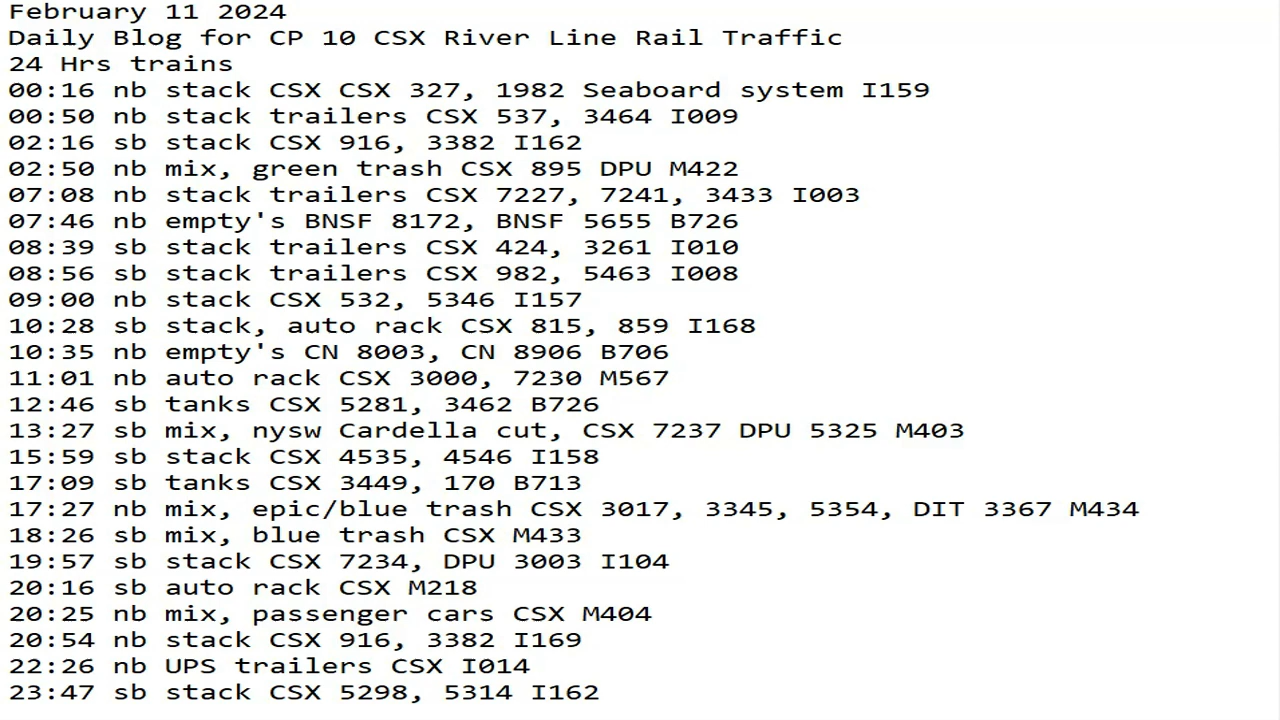 February 11 2024
Daily Blog for CP 10 CSX River Line Rail Traffic
24 Hrs trains
00:16 nb stack CSX CSX 327, 1982 Seaboard system I159
00:50 nb stack trailers CSX 537, 3464 I009
02:16 sb stack CSX 916, 3382 I162
02:50 nb mix, green trash CSX 895 DPU M422
07:08 nb stack trailers CSX 7227, 7241, 3433 I003
07:46 nb empty's BNSF 8172, BNSF 5655 B726
08:39 sb stack trailers CSX 424, 3261 I010
08:56 sb stack trailers CSX 982, 5463 I008
09:00 nb stack CSX 532, 5346 I157
10:28 sb stack, auto rack CSX 815, 859 I168
10:35 nb empty's CN 8003, CN 8906 B706
11:01 nb auto rack CSX 3000, 7230 M567
12:46 sb tanks CSX 5281, 3462 B726
13:27 sb mix, nysw Cardella cut, CSX 7237 DPU 5325 M403
15:59 sb stack CSX 4535, 4546 I158
17:09 sb tanks CSX 3449, 170 B713
17:27 nb mix, epic/blue trash CSX 3017, 3345, 5354, DIT 3367 M434
18:26 sb mix, blue trash CSX M433
19:57 sb stack CSX 7234, DPU 3003 I104
20:16 sb auto rack CSX M218
20:25 nb mix, passenger cars CSX M404
20:54 nb stack CSX 916, 3382 I169
22:26 nb UPS trailers CSX I014
23:47 sb stack CSX 5298, 5314 I162